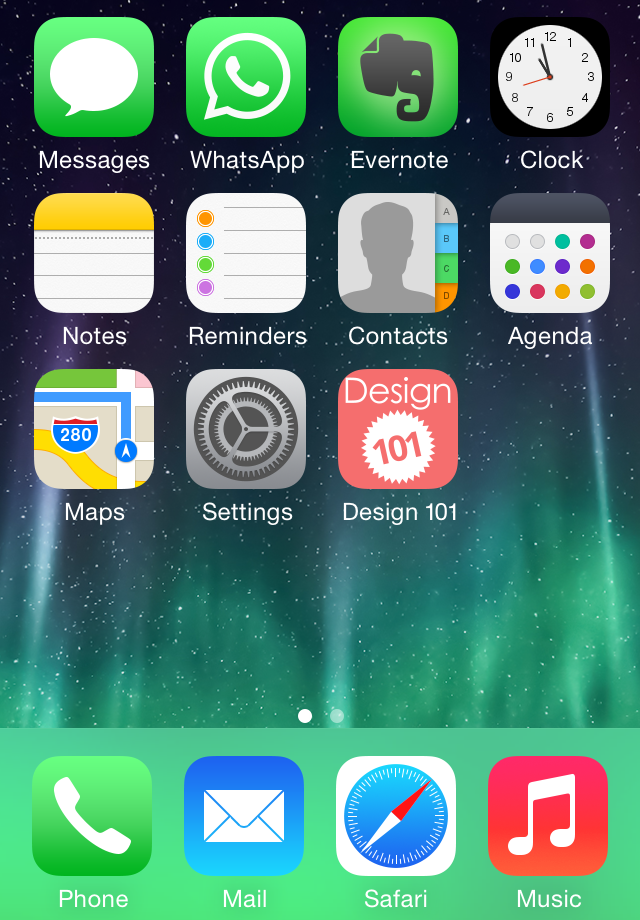 12
11 1
10 2
9 3
8 4
7 5
6
Messages WhatsApp Evernote Clock
A
B
C
D
Notes Reminders Contacts Agenda
280
Design
101
Maps Settings Design 101
Phone Mail Safari Music